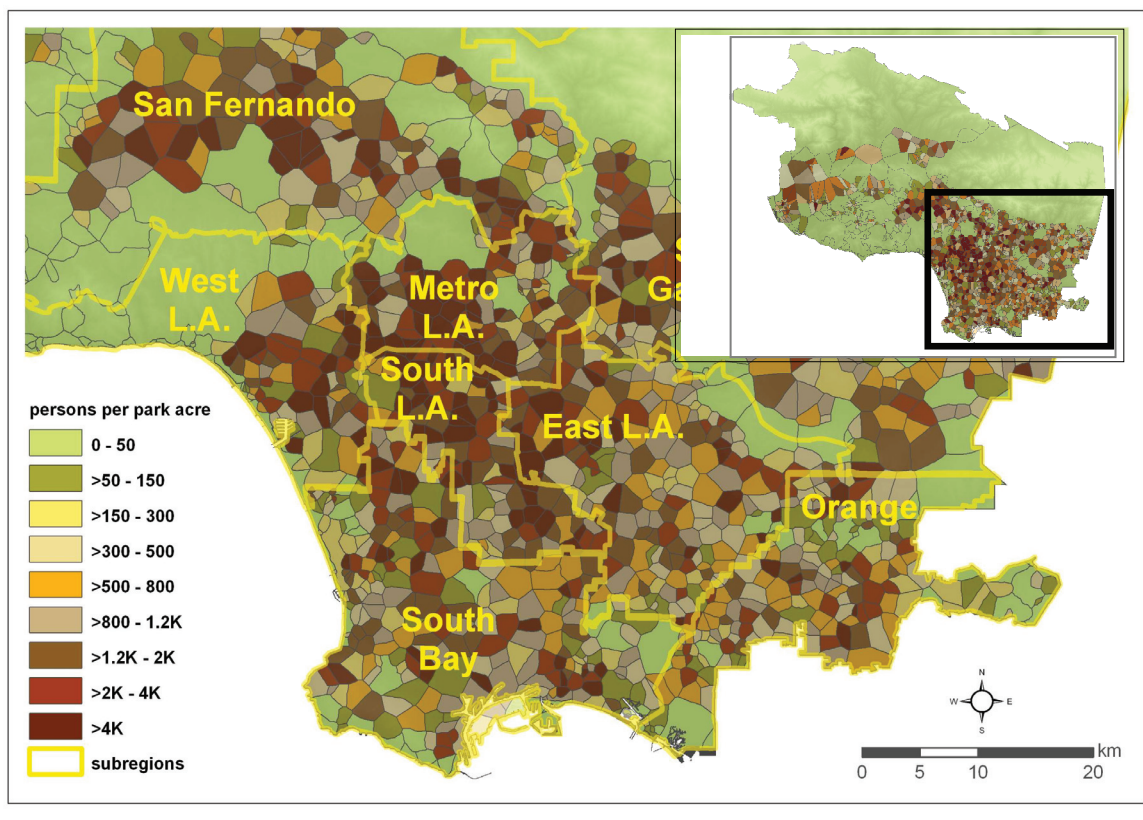 San Fernando
West
L.A.
Metro
L.A.
S
Ga
South
L.A.
East L.A.
Orange
South
Bay
persons per park acre
0 - 50
>50 - 150
>150 - 300
>300 - 500
>500 - 800
>800 - 1.2K
>1.2K - 2K
>2K - 4K
>4K
subregions
N
W E
S
km
0 5 10 20